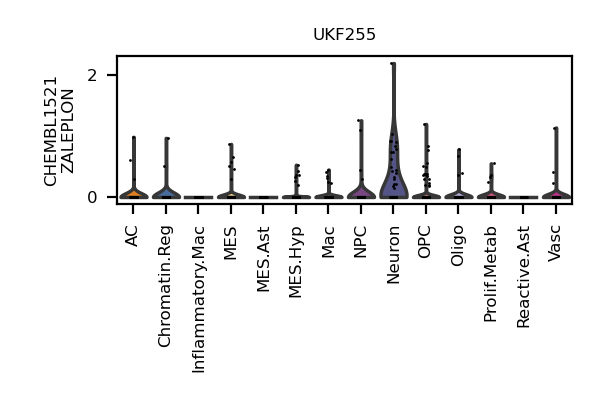 UKF255
CHEMBL1521
ZALEPLON
2
0
AC
Chromatin.Reg
Inflammatory.Mac
MES
MES.Ast
MES.Hyp
Mac
NPC
Neuron
OPC
Oligo
Prolif.Metab
Reactive.Ast
Vasc